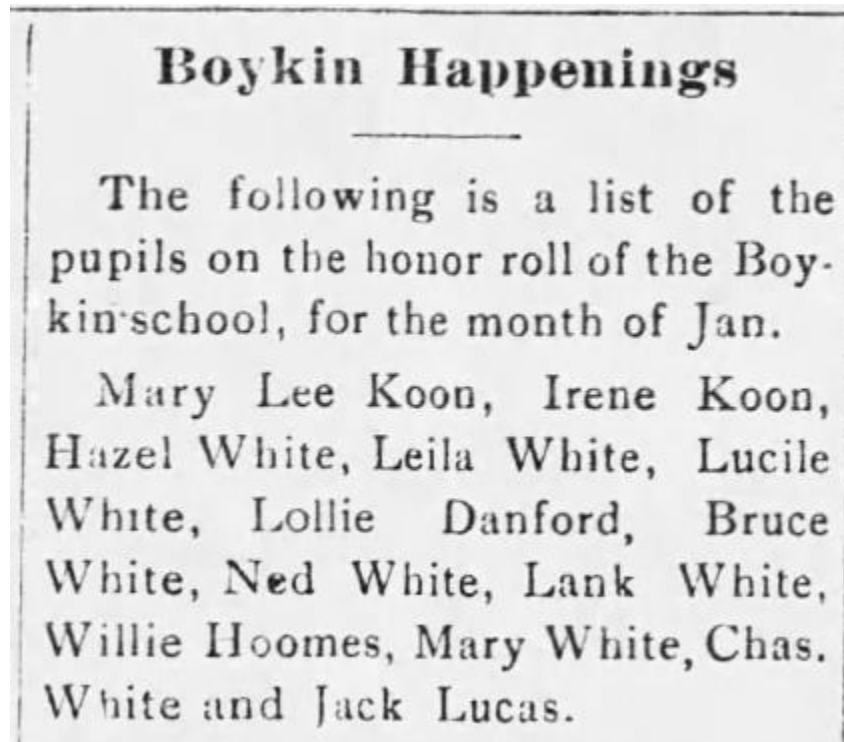 Boykin Happenings
The following is a list of the
pupils on the honor roll of the Boy-
kin school, for the month of Jan.
Mary Lee Koon, Irene Koon,
Hazel White, Leila White, Lucile
White, Lollie Danford, Bruce
White, Ned White, Lank White,
Willie Hoomes, Mary White, Chas.
White and Jack Lucas.